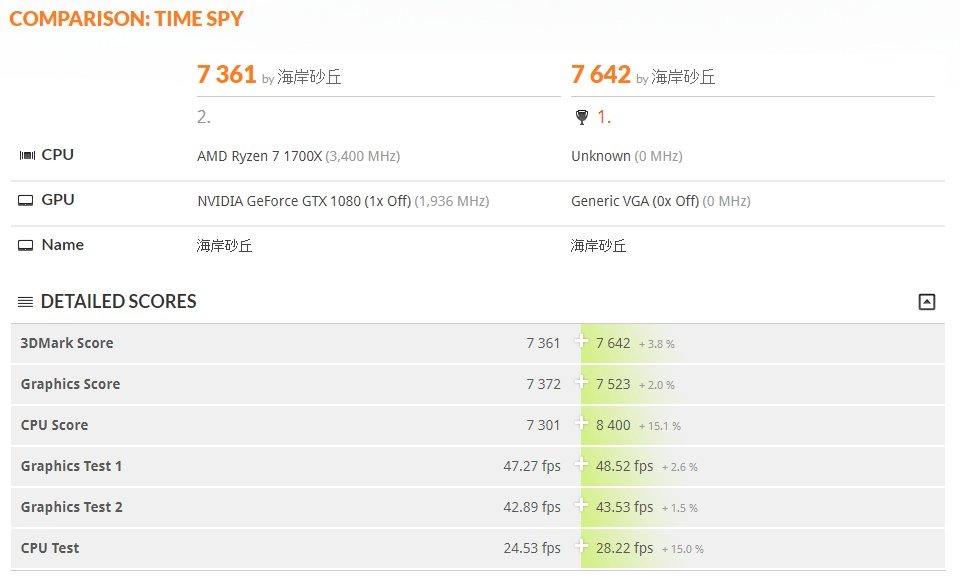 COMPARISON: TIME SPY
7 361 by 海岸砂丘 7 642 by 海岸砂丘
2. 1.
CPU AMD Ryzen 7 1700X (3,400 MHz) Unknown (0 MHz)
GPU NVIDIA GeForce GTX 1080 (1x Off) (1,936 MHz) Generic VGA (0x Off) (0 MHz)
Name 海岸砂丘 海岸砂丘
DETAILED SCORES
3DMark Score 7 361 7 642 + 3.8 %
Graphics Score 7 372 7 523 + 2.0 %
CPU Score 7 301 8 400 + 15.1 %
Graphics Test 1 47.27 fps 48.52 fps + 2.6 %
Graphics Test 2 42.89 fps 43.53 fps + 1.5 %
CPU Test 24.53 fps 28.22 fps + 15.0 %